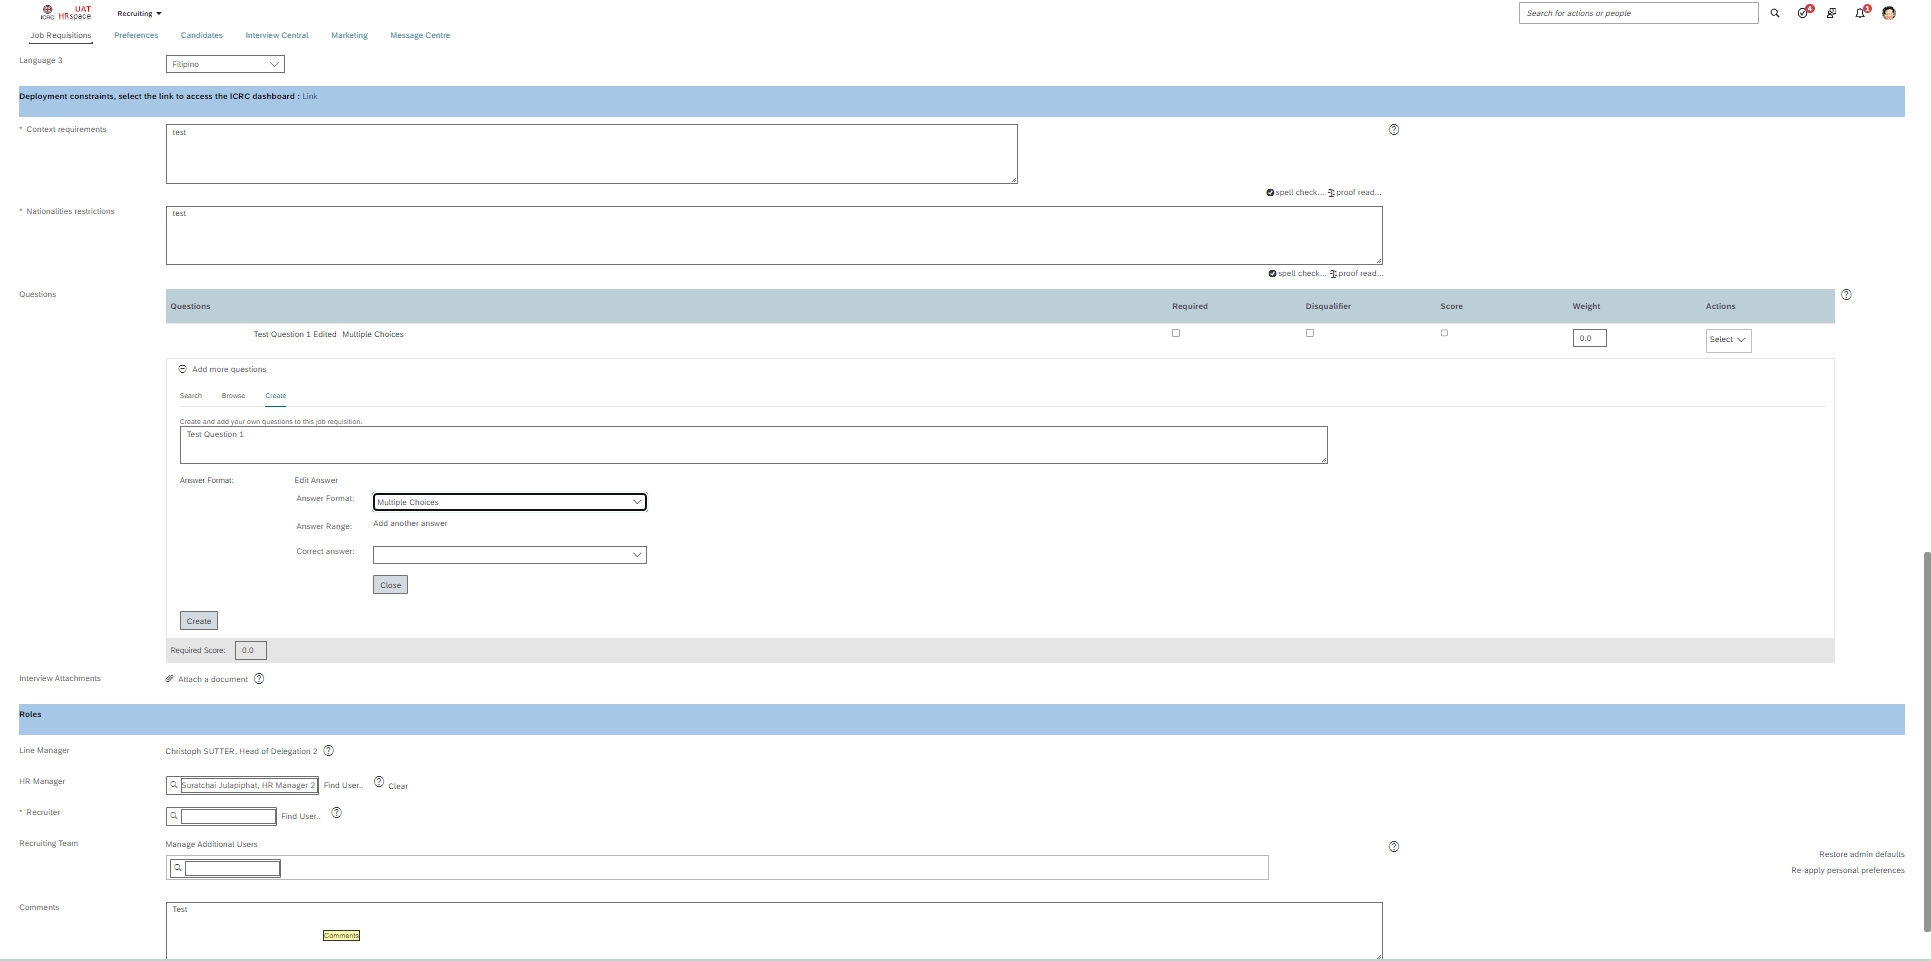 ICRC UAT HRspace Recruiting Search for actions or people 4 1
Job Requisitions Preferences Candidates Interview Central Marketing Message Centre
Language 3 Filipino
Deployment constraints, select the link to access the ICRC dashboard : Link
* Context requirements test
spell check... proof read...
* Nationalities restrictions test
spell check... proof read...
Questions
Questions Required Disqualifier Score Weight Actions
Test Question 1 Edited Multiple Choices 0.0 Select
Add more questions
Search Browse Create
Create and add your own questions to this job requisition.
Test Question 1
Answer Format: Edit Answer
Answer Format: Multiple Choices
Answer Range: Add another answer
Correct answer:
Close
Create
Required Score: 0.0
Interview Attachments Attach a document
Roles
Line Manager Christoph SUTTER, Head of Delegation 2
HR Manager Suratchai Julapiphat, HR Manager 2 Find User.. Clear
* Recruiter Find User..
Recruiting Team Manage Additional Users
Restore admin defaults
Re-apply personal preferences
Comments Test
Comments